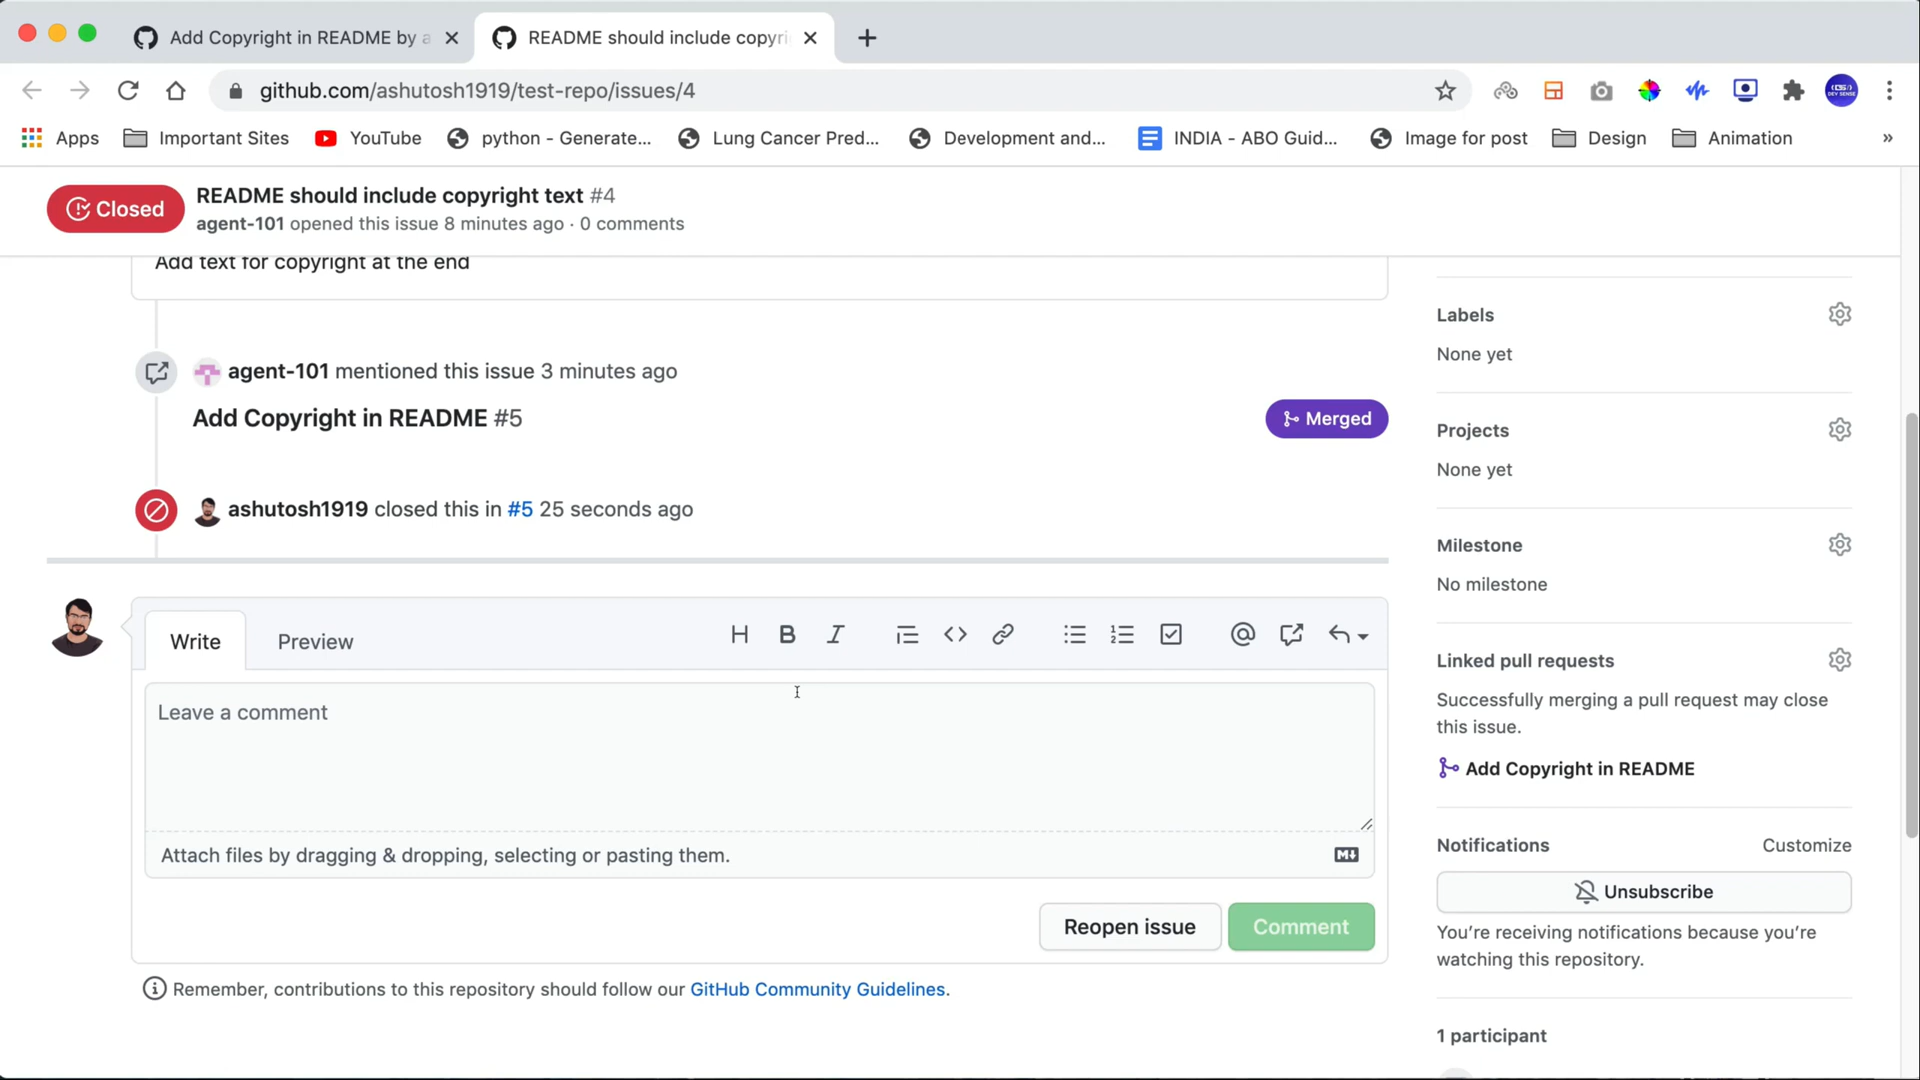 Add Copyright in README by a
README should include copyri
github.com/ashutosh1919/test-repo/issues/4
Apps
Important Sites
YouTube
python - Generate...
Lung Cancer Pred...
Development and...
INDIA - ABO Guid...
Image for post
Design
Animation
»
Closed
README should include copyright text #4
agent-101 opened this issue 8 minutes ago · 0 comments
Add text for copyright at the end
agent-101 mentioned this issue 3 minutes ago
Add Copyright in README #5
Merged
ashutosh1919 closed this in #5 25 seconds ago
Write
Preview
Leave a comment
Attach files by dragging & dropping, selecting or pasting them.
Reopen issue
Comment
Remember, contributions to this repository should follow our GitHub Community Guidelines.
Labels
None yet
Projects
None yet
Milestone
No milestone
Linked pull requests
Successfully merging a pull request may close
this issue.
Add Copyright in README
Notifications
Customize
Unsubscribe
You're receiving notifications because you're
watching this repository.
1 participant